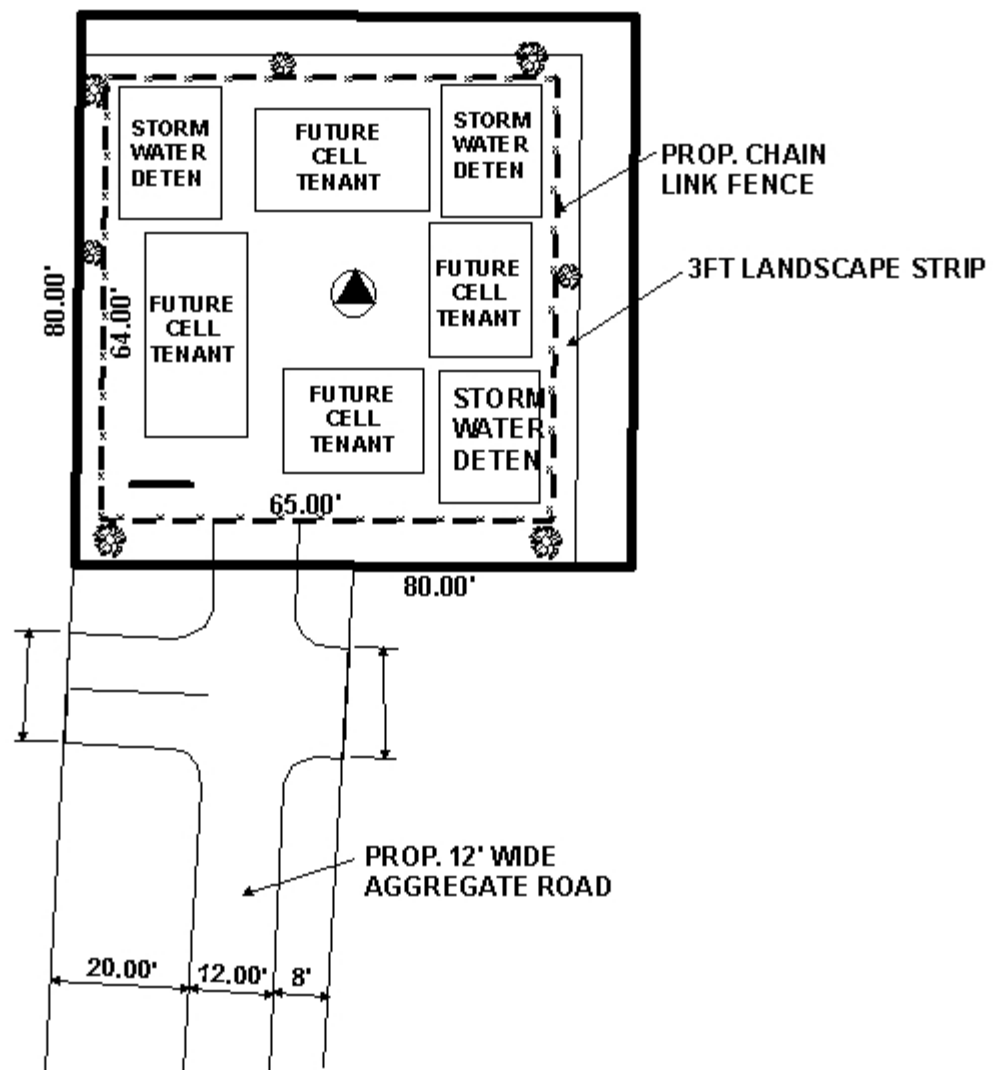 STORM
WATER
DETEN
FUTURE
CELL
TENANT
STORM
WATER
DETEN
PROP. CHAIN
LINK FENCE
3FT LANDSCAPE STRIP
80.00'
64.00'
FUTURE
CELL
TENANT
FUTURE
CELL
TENANT
FUTURE
CELL
TENANT
STORM
WATER
DETEN
65.00'
80.00'
PROP. 12' WIDE
AGGREGATE ROAD
20.00'
12.00'
8'